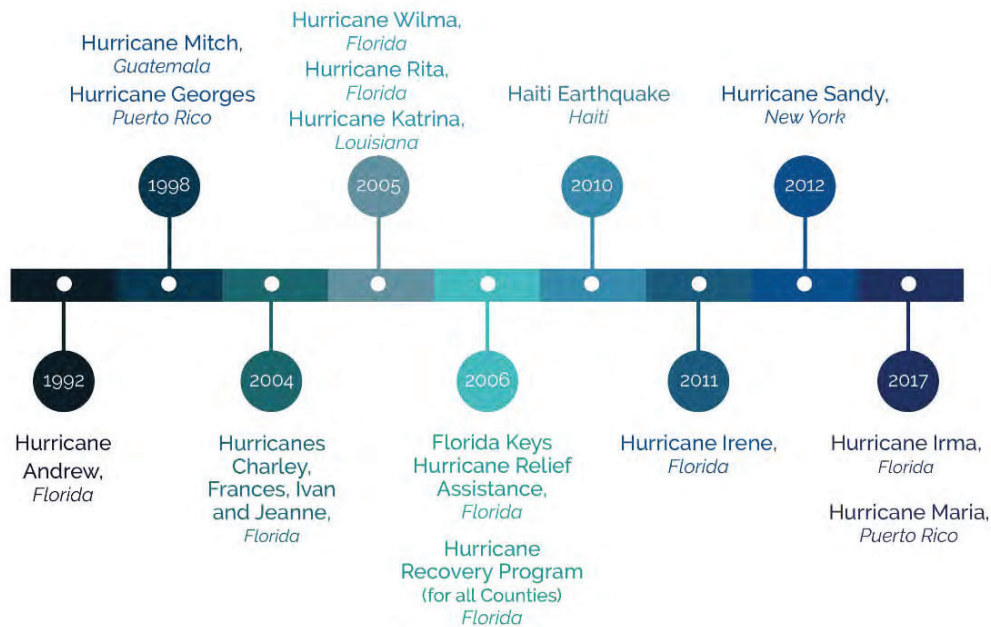 Hurricane Mitch,
Guatemala
Hurricane Georges
Puerto Rico
1998
Hurricane Wilma,
Florida
Hurricane Rita,
Florida
Hurricane Katrina,
Louisiana
2005
Haiti Earthquake
Haiti
2010
Hurricane Sandy,
New York
2012
1992
Hurricane
Andrew,
Florida
2004
Hurricanes
Charley,
Frances, Ivan
and Jeanne,
Florida
2006
Florida Keys
Hurricane Relief
Assistance,
Florida
Hurricane
Recovery Program
(for all Counties)
Florida
2011
Hurricane Irene,
Florida
2017
Hurricane Irma,
Florida
Hurricane Maria,
Puerto Rico